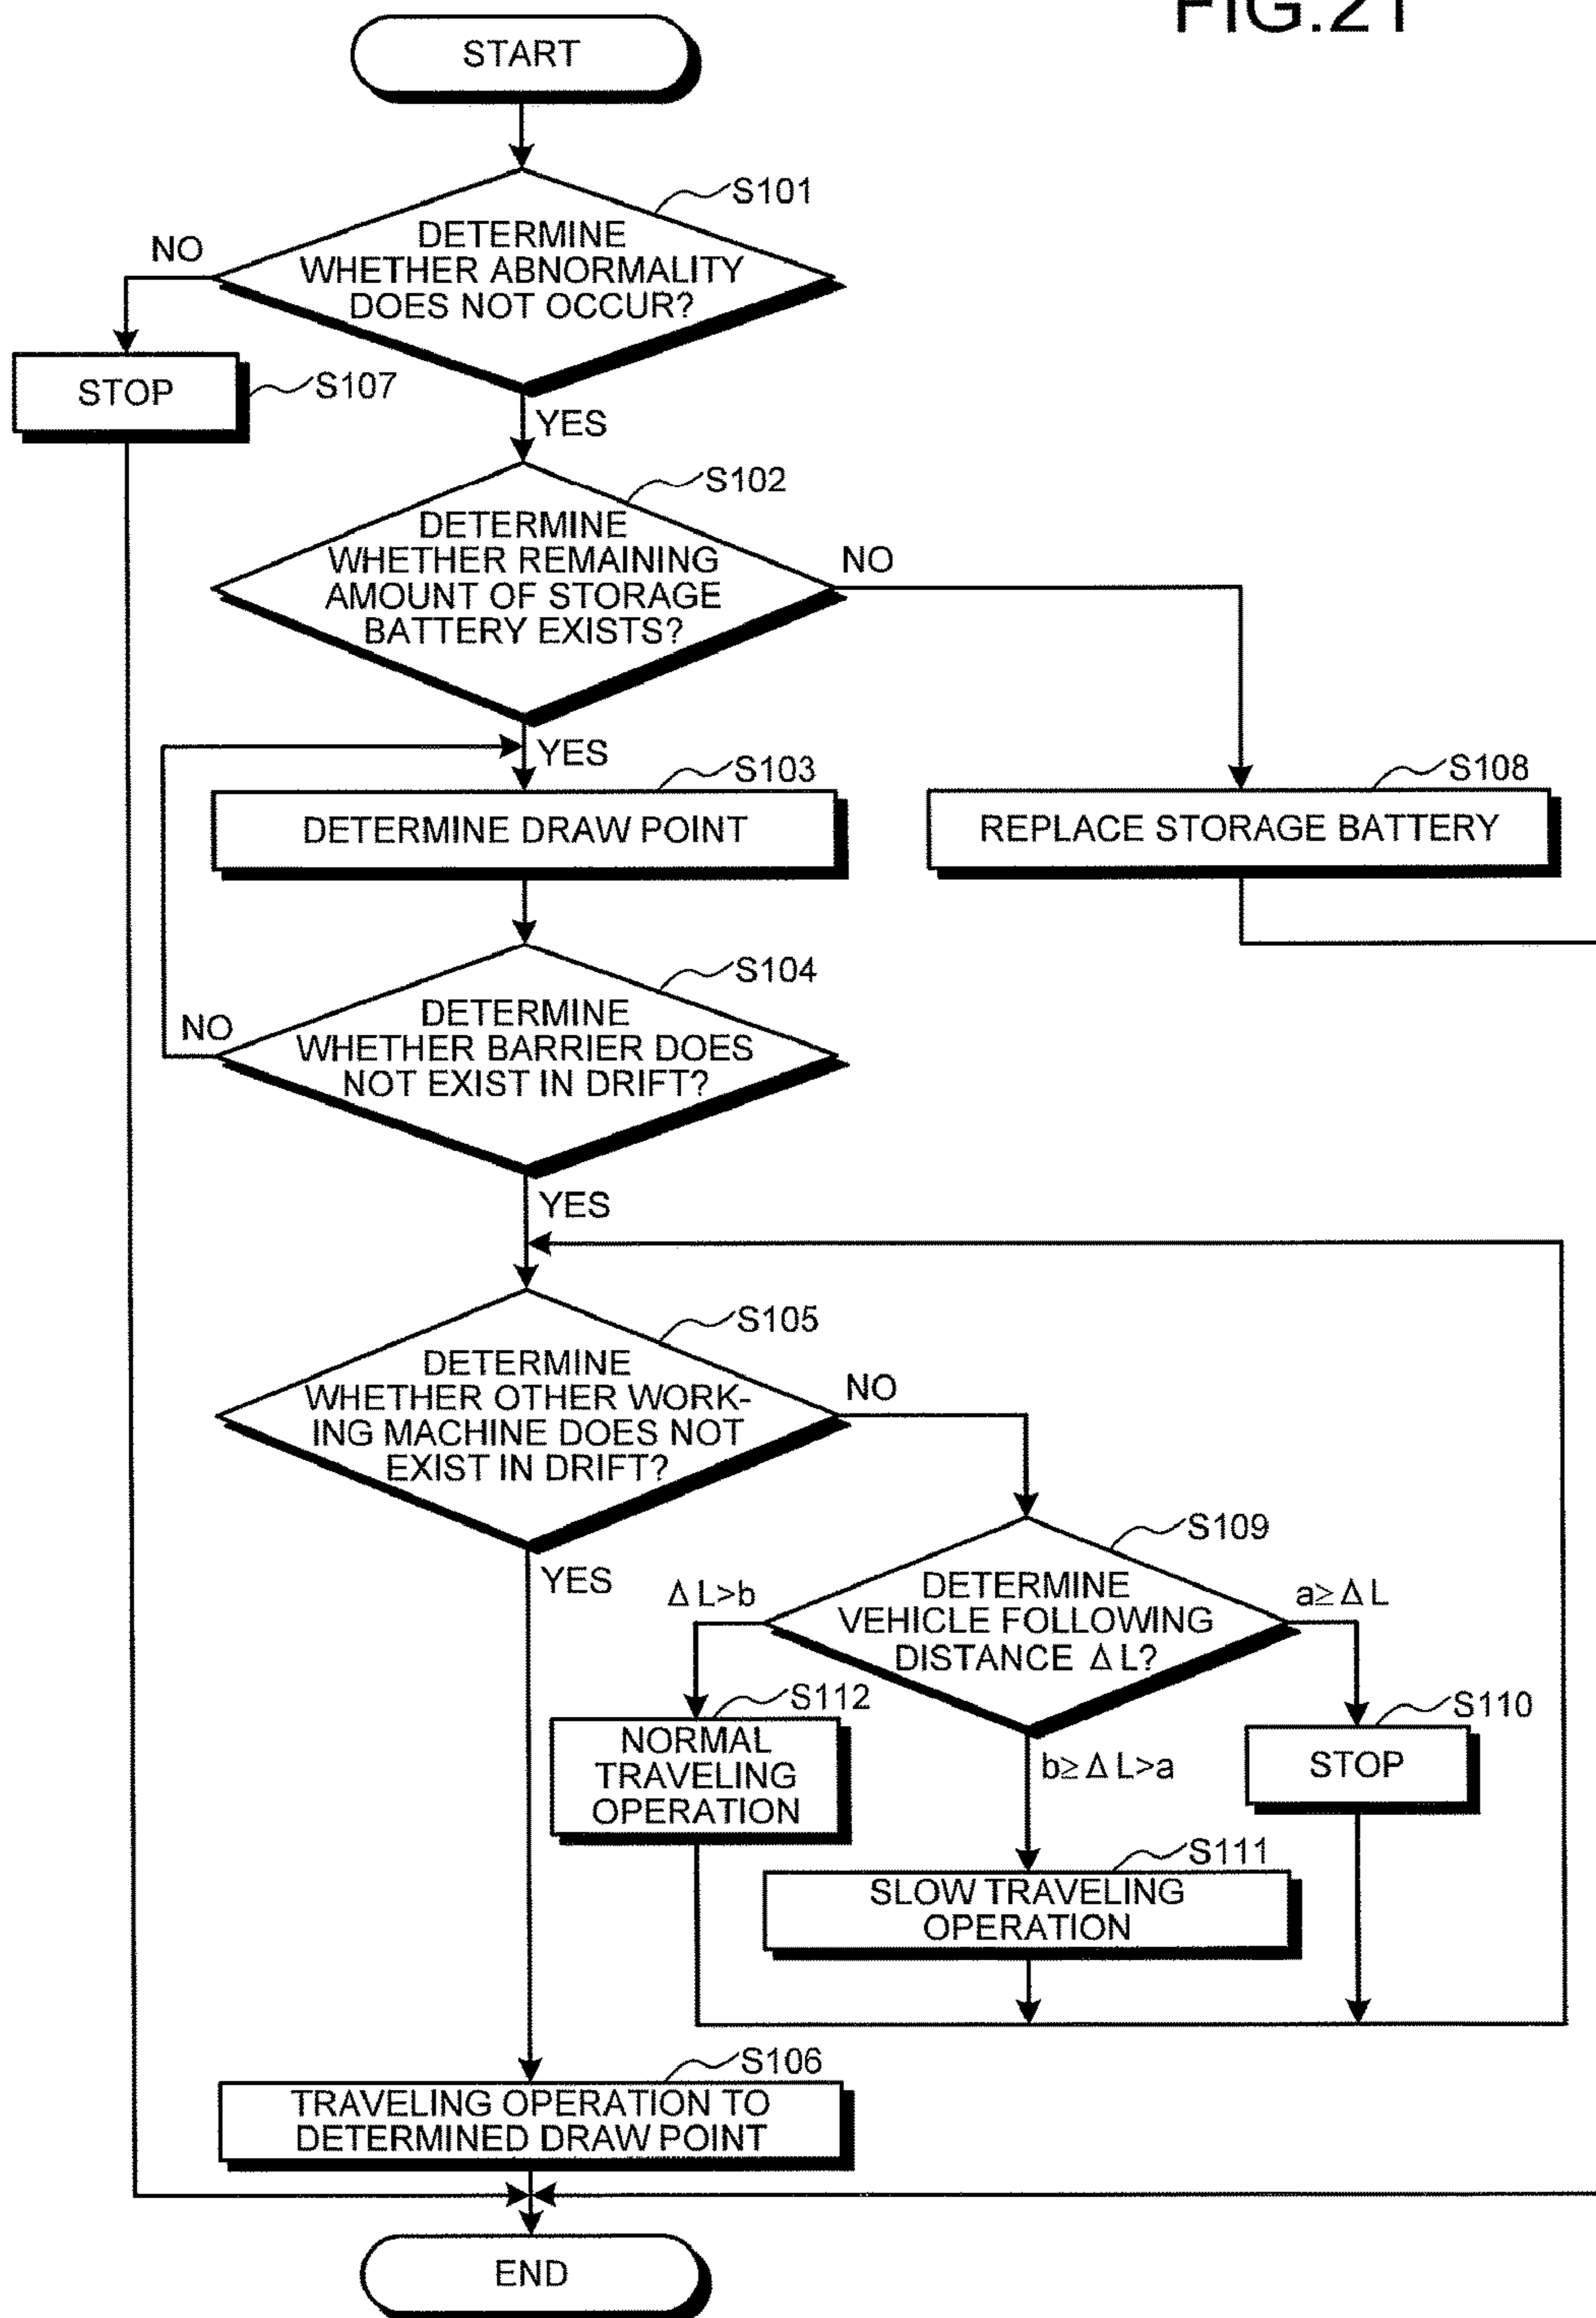 FIG.21
START
S101
DETERMINE
WHETHER ABNORMALITY
DOES NOT OCCUR?
NO
YES
STOP
S107
S102
DETERMINE
WHETHER REMAINING
AMOUNT OF STORAGE
BATTERY EXISTS?
NO
YES
S103
DETERMINE DRAW POINT
S108
REPLACE STORAGE BATTERY
S104
DETERMINE
WHETHER BARRIER DOES
NOT EXIST IN DRIFT?
NO
YES
S105
DETERMINE
WHETHER OTHER WORK-
ING MACHINE DOES NOT
EXIST IN DRIFT?
NO
YES
S109
DETERMINE
VEHICLE FOLLOWING
DISTANCE Δ L?
Δ L>b
a≥ Δ L
b≥ Δ L>a
S112
NORMAL
TRAVELING
OPERATION
S110
STOP
S111
SLOW TRAVELING
OPERATION
S106
TRAVELING OPERATION TO
DETERMINED DRAW POINT
END